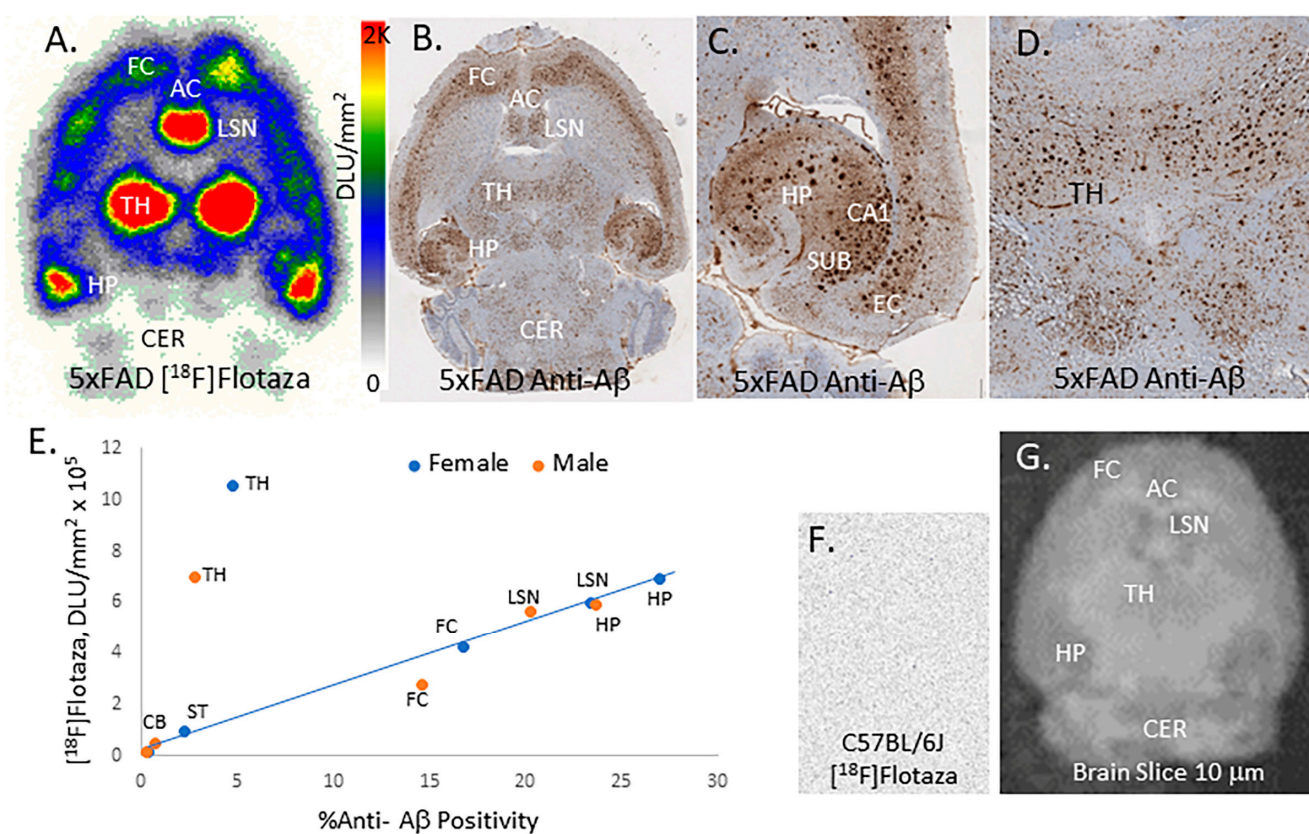 A.
FC
AC
LSN
TH
HP
CER
5xFAD [¹⁸F]Flotaza
2K
DLU/mm²
0
B.
FC
AC
LSN
TH
HP
CER
5xFAD Anti-Aβ
C.
HP
CA1
SUB
EC
5xFAD Anti-Aβ
D.
TH
5xFAD Anti-Aβ
E.
[¹⁸F]Flotaza, DLU/mm² x 10⁵
12
10
8
6
4
2
0
Female
Male
TH
TH
LSN
LSN
HP
HP
FC
FC
CB
ST
0
5
10
15
20
25
30
%Anti- Aβ Positivity
F.
C57BL/6J
[¹⁸F]Flotaza
G.
FC
AC
LSN
TH
HP
CER
Brain Slice 10 µm